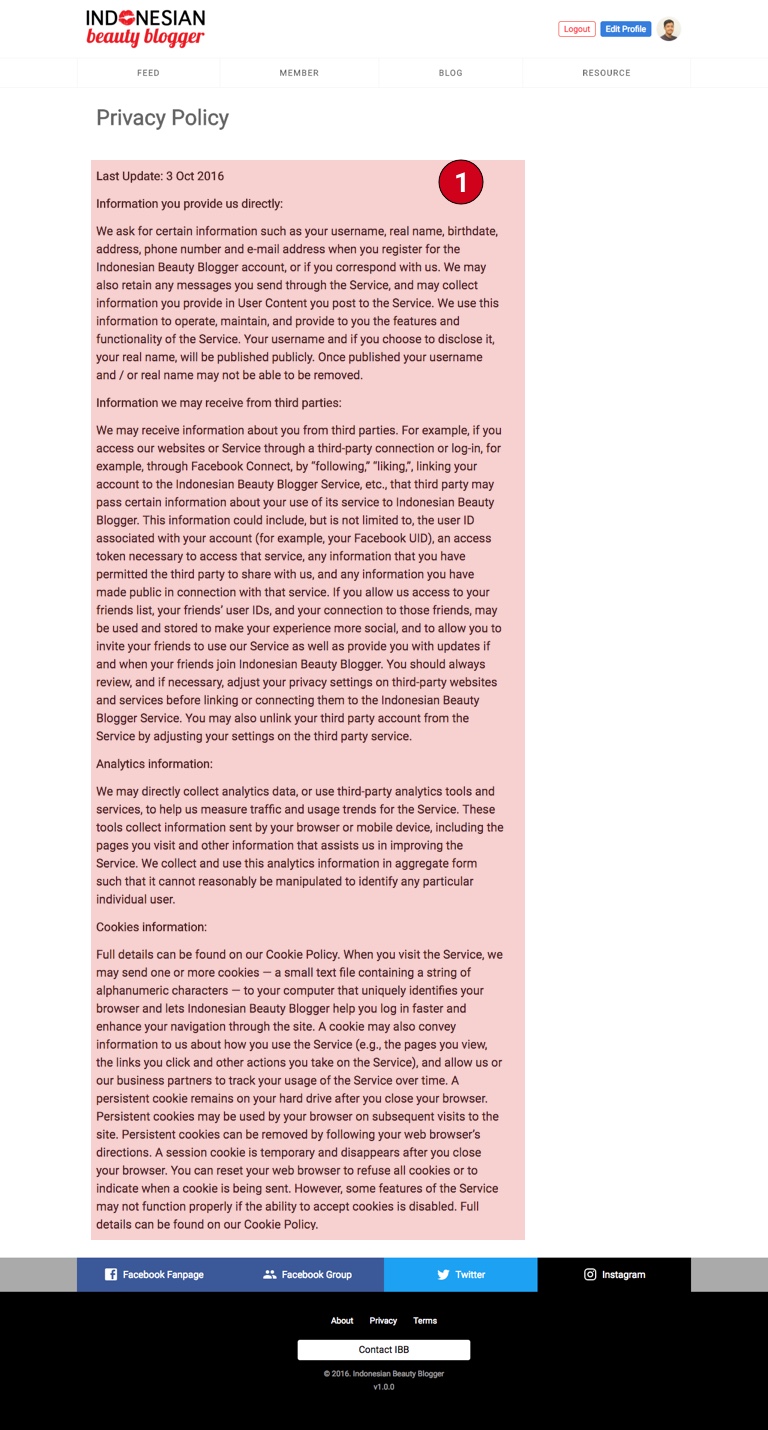 INDONESIAN
beauty blogger
Logout
Edit Profile
FEED
MEMBER
BLOG
RESOURCE
Privacy Policy
1
Last Update: 3 Oct 2016
Information you provide us directly:
We ask for certain information such as your username, real name, birthdate,
address, phone number and e-mail address when you register for the
Indonesian Beauty Blogger account, or if you correspond with us. We may
also retain any messages you send through the Service, and may collect
information you provide in User Content you post to the Service. We use this
information to operate, maintain, and provide to you the features and
functionality of the Service. Your username and if you choose to disclose it,
your real name, will be published publicly. Once published your username
and / or real name may not be able to be removed.
Information we may receive from third parties:
We may receive information about you from third parties. For example, if you
access our websites or Service through a third-party connection or log-in, for
example, through Facebook Connect, by “following,” “liking,”, linking your
account to the Indonesian Beauty Blogger Service, etc., that third party may
pass certain information about your use of its service to Indonesian Beauty
Blogger. This information could include, but is not limited to, the user ID
associated with your account (for example, your Facebook UID), an access
token necessary to access that service, any information that you have
permitted the third party to share with us, and any information you have
made public in connection with that service. If you allow us access to your
friends list, your friends’ user IDs, and your connection to those friends, may
be used and stored to make your experience more social, and to allow you to
invite your friends to use our Service as well as provide you with updates if
and when your friends join Indonesian Beauty Blogger. You should always
review, and if necessary, adjust your privacy settings on third-party websites
and services before linking or connecting them to the Indonesian Beauty
Blogger Service. You may also unlink your third party account from the
Service by adjusting your settings on the third party service.
Analytics information:
We may directly collect analytics data, or use third-party analytics tools and
services, to help us measure traffic and usage trends for the Service. These
tools collect information sent by your browser or mobile device, including the
pages you visit and other information that assists us in improving the
Service. We collect and use this analytics information in aggregate form
such that it cannot reasonably be manipulated to identify any particular
individual user.
Cookies information:
Full details can be found on our Cookie Policy. When you visit the Service, we
may send one or more cookies — a small text file containing a string of
alphanumeric characters — to your computer that uniquely identifies your
browser and lets Indonesian Beauty Blogger help you log in faster and
enhance your navigation through the site. A cookie may also convey
information to us about how you use the Service (e.g., the pages you view,
the links you click and other actions you take on the Service), and allow us or
our business partners to track your usage of the Service over time. A
persistent cookie remains on your hard drive after you close your browser.
Persistent cookies may be used by your browser on subsequent visits to the
site. Persistent cookies can be removed by following your web browser’s
directions. A session cookie is temporary and disappears after you close
your browser. You can reset your web browser to refuse all cookies or to
indicate when a cookie is being sent. However, some features of the Service
may not function properly if the ability to accept cookies is disabled. Full
details can be found on our Cookie Policy.
Facebook Fanpage
Facebook Group
Twitter
Instagram
About
Privacy
Terms
Contact IBB
© 2016. Indonesian Beauty Blogger
v1.0.0